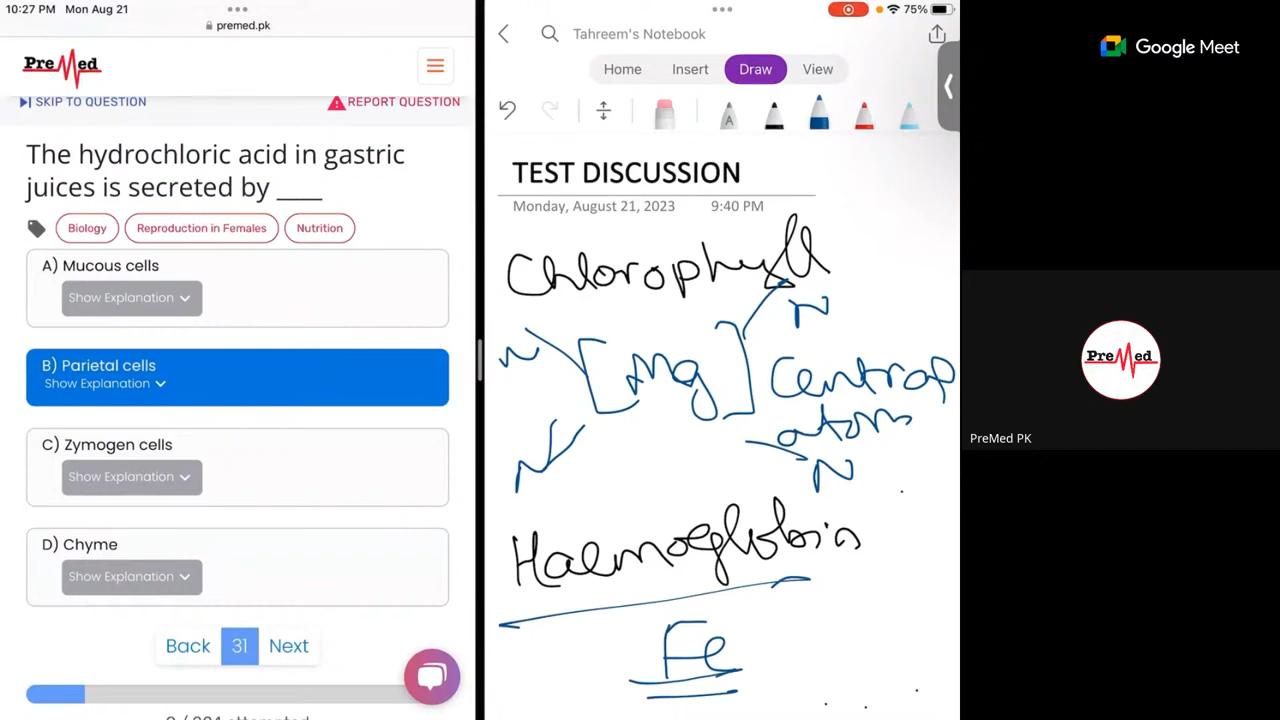 10:27 PM Mon Aug 21
premed.pk
PreMed
SKIP TO QUESTION
REPORT QUESTION
The hydrochloric acid in gastric
juices is secreted by ____
Biology
Reproduction in Females
Nutrition
A) Mucous cells
Show Explanation
B) Parietal cells
Show Explanation
C) Zymogen cells
Show Explanation
D) Chyme
Show Explanation
Back 31 Next
75%
Tahreem's Notebook
Home Insert Draw View
A
TEST DISCUSSION
Monday, August 21, 2023 9:40 PM
Chlorophyll
N
N [Mg] Central
atom
N
N
Haemoglobin
Fe
Google Meet
PreMed
PreMed PK